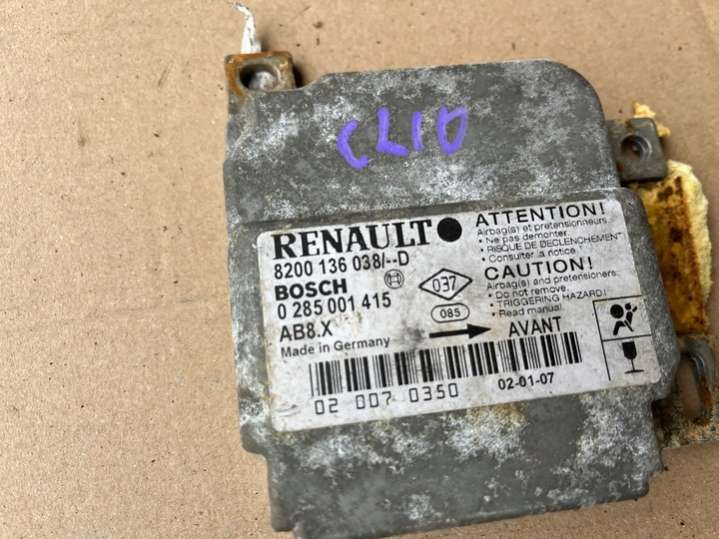 CLIO
RENAULT
8200 136 038/--D
BOSCH
0 285 001 415
AB8.X
Made in Germany
037
085
AVANT
ATTENTION!
Airbag(s) et pretensionneurs.
• Ne pas demonter.
• RISQUE DE DECLENCHEMENT
• Consulter la notice.
CAUTION!
Airbag(s) and pretensioners.
• Do not remove.
• TRIGGERING HAZARD!
• Read manual.
02 007 0350
02-01-07